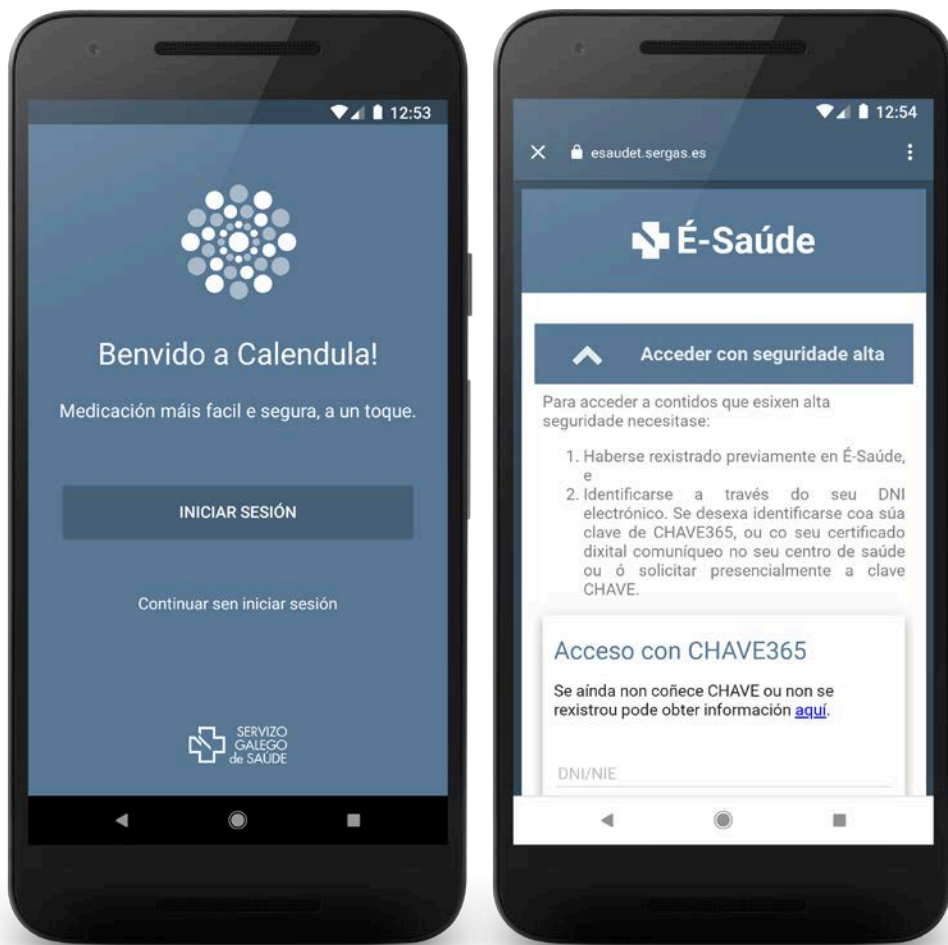 12:53
Benvido a Calendula!
Medicación máis facil e segura, a un toque.
INICIAR SESIÓN
Continuar sen iniciar sesión
SERVIZO
GALEGO
de SAÚDE
12:54
esaudet.sergas.es
É-Saúde
Acceder con seguridade alta
Para acceder a contidos que esixen alta
seguridade necesitase:
1. Haberse rexistrado previamente en É-Saúde,
e
2. Identificarse a través do seu DNI
electrónico. Se desexa identificarse coa súa
clave de CHAVE365, ou co seu certificado
dixital comuníqueo no seu centro de saúde
ou ó solicitar presencialmente a clave
CHAVE.
Acceso con CHAVE365
Se aínda non coñece CHAVE ou non se
rexistrou pode obter información aquí.
DNI/NIE